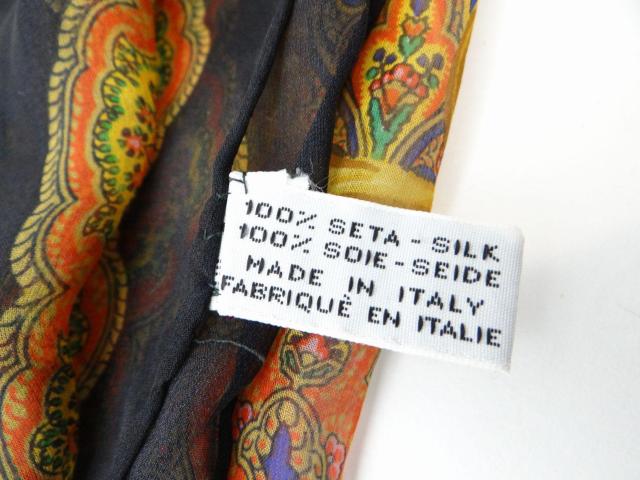 100% SETA - SILK
100% SOIE - SEIDE
MADE IN ITALY
FABRIQUÈ EN ITALIE